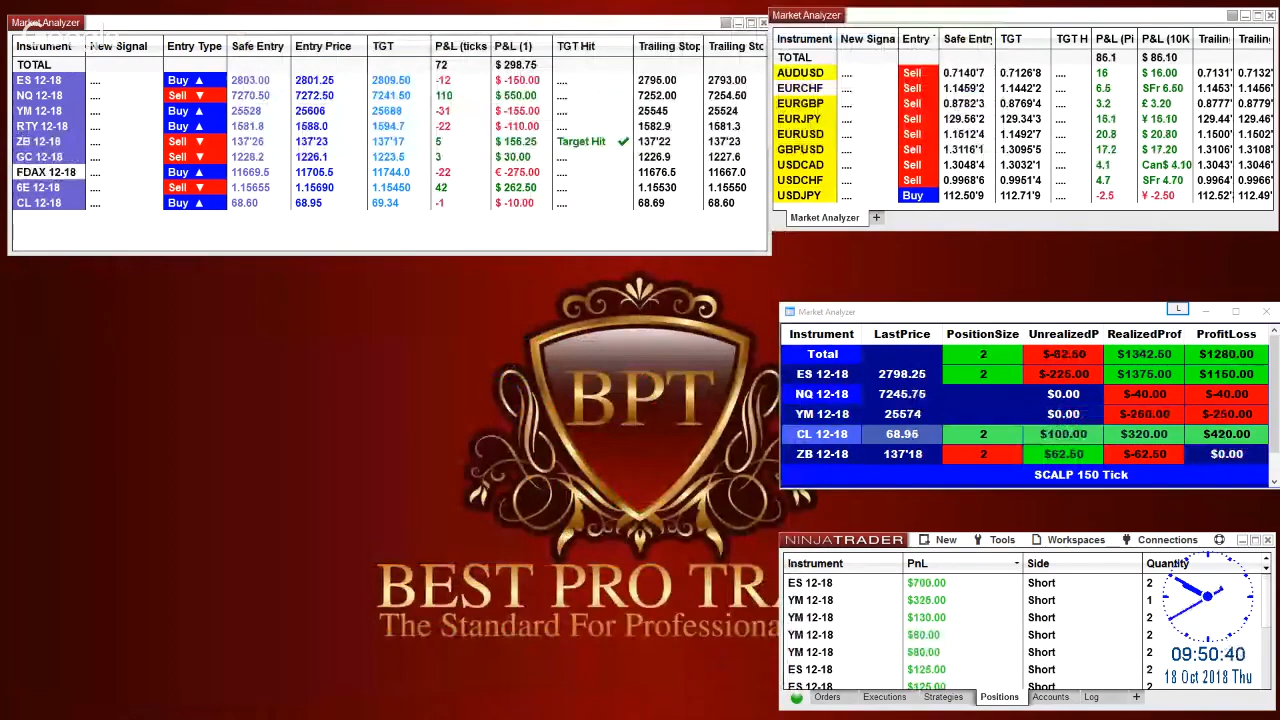 Market Analyzer
Instrument New Signal Entry Type Safe Entry Entry Price TGT P&L (ticks P&L (1) TGT Hit Trailing Stop Trailing Stc
TOTAL 72 $ 298.75
ES 12-18 .... Buy ▲ 2803.00 2801.25 2809.50 -12 $ -150.00 .... 2795.00 2793.00
NQ 12-18 .... Sell ▼ 7270.50 7272.50 7241.50 110 $ 550.00 .... 7252.00 7254.50
YM 12-18 .... Buy ▲ 25528 25606 25688 -31 $ -155.00 .... 25545 25524
RTY 12-18 .... Buy ▲ 1581.8 1588.0 1594.7 -22 $ -110.00 .... 1582.9 1581.3
ZB 12-18 .... Sell ▼ 137'26 137'23 137'17 5 $ 156.25 Target Hit ✔ 137'22 137'23
GC 12-18 .... Sell ▼ 1228.2 1226.1 1223.5 3 $ 30.00 .... 1226.9 1227.6
FDAX 12-18 .... Buy ▲ 11669.5 11705.5 11744.0 -22 € -275.00 .... 11676.5 11667.0
6E 12-18 .... Sell ▼ 1.15655 1.15690 1.15450 42 $ 262.50 .... 1.15530 1.15550
CL 12-18 .... Buy ▲ 68.60 68.95 69.34 -1 $ -10.00 .... 68.69 68.60
Market Analyzer
Instrument New Signa Entry Safe Entry TGT TGT H P&L (Pi P&L (10K Trailin Trailin
TOTAL 86.1 $ 86.10
AUDUSD .... Sell 0.7140'7 0.7126'8 .... 16 $ 16.00 0.7131' 0.7132'
EURCHF .... Sell 1.1459'2 1.1442'2 .... 6.5 SFr 6.50 1.1453' 1.1456'
EURGBP .... Sell 0.8782'3 0.8769'4 .... 3.2 £ 3.20 0.8777' 0.8779'
EURJPY .... Sell 129.56'2 129.34'3 .... 16.1 ¥ 15.10 129.44' 129.46'
EURUSD .... Sell 1.1512'4 1.1492'7 .... 20.8 $ 20.80 1.1500' 1.1502'
GBPUSD .... Sell 1.3116'1 1.3095'5 .... 17.2 $ 17.20 1.3106' 1.3108'
USDCAD .... Sell 1.3048'4 1.3032'1 .... 4.1 Can$ 4.10 1.3043' 1.3046'
USDCHF .... Sell 0.9968'6 0.9951'4 .... 4.7 SFr 4.70 0.9964' 0.9966'
USDJPY .... Buy 112.50'9 112.71'9 .... -2.5 ¥ -2.50 112.52' 112.49'
Market Analyzer +
Market Analyzer L
Instrument LastPrice PositionSize UnrealizedP RealizedProf ProfitLoss
Total 2 $-62.50 $1342.50 $1280.00
ES 12-18 2798.25 2 $-225.00 $1375.00 $1150.00
NQ 12-18 7245.75 $0.00 $-40.00 $-40.00
YM 12-18 25574 $0.00 $-250.00
CL 12-18 68.95 2 $100.00 $320.00 $420.00
ZB 12-18 137'18 2 $62.50 $-62.50 $0.00
SCALP 150 Tick
BPT
BEST PRO TRA
The Standard For Professiona
NINJATRADER New Tools Workspaces Connections
Instrument PnL Side Quantity
ES 12-18 $700.00 Short 2
YM 12-18 $325.00 Short 1
YM 12-18 $130.00 Short 2
YM 12-18 Short 2
YM 12-18 Short 2
ES 12-18 $125.00 Short 2
ES 12-18 $125.00 Short 2
09:50:40
18 Oct 2018 Thu
Orders Executions Strategies Positions Accounts Log +